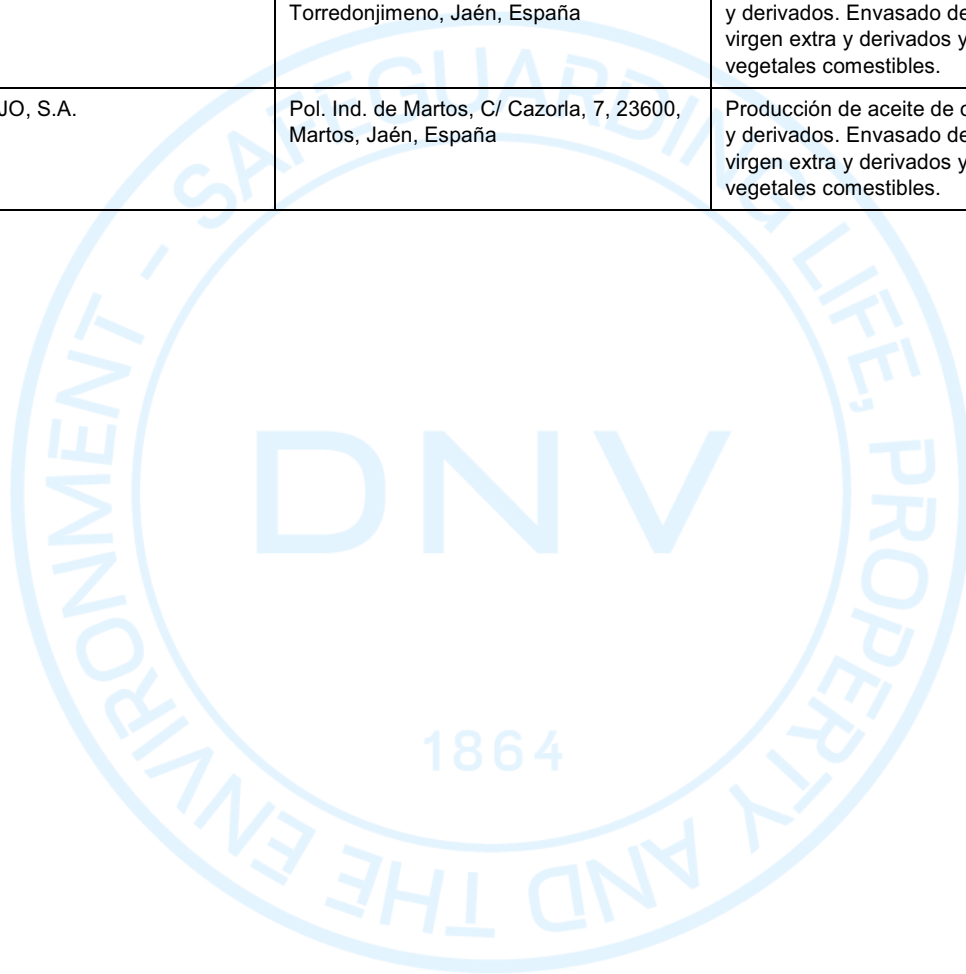 Torredonjimeno, Jaén, España
y derivados. Envasado de
virgen extra y derivados y
vegetales comestibles.
JO, S.A.
Pol. Ind. de Martos, C/ Cazorla, 7, 23600,
Martos, Jaén, España
Producción de aceite de
y derivados. Envasado de
virgen extra y derivados y
vegetales comestibles.
SAFEGUARDING LIFE, PROPERTY AND THE ENVIRONMENT -
DNV
1864